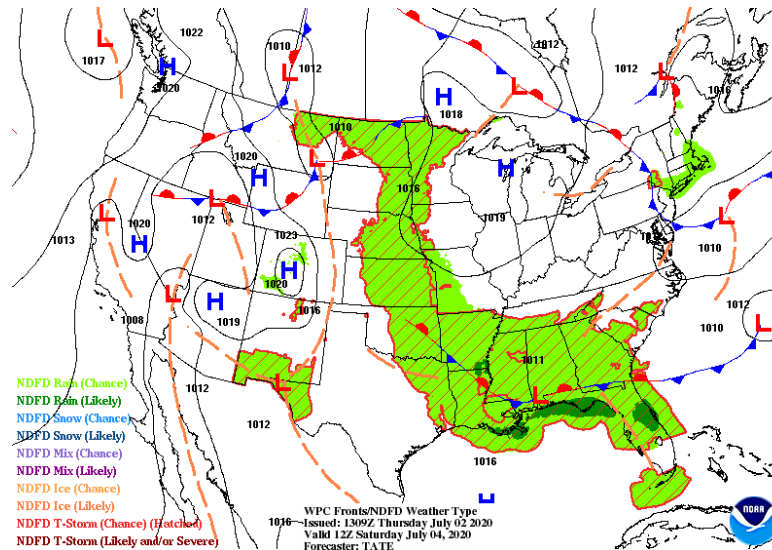 1022
1012
1017
L
1010
L
1012
H
1020
1012
L
1016
L
H
1018
1010
L
1020
H
1016
H
1019
1012
L
L
1020
H
1013
1023
H
1020
L
1010
L
1008
H
1019
1016
1012
L
1010
1011
1012
L
L
1012
1016
H
1016
NDFD Rain (Chance)
NDFD Rain (Likely)
NDFD Snow (Chance)
NDFD Snow (Likely)
NDFD Mix (Chance)
NDFD Mix (Likely)
NDFD Ice (Chance)
NDFD Ice (Likely)
NDFD T-Storm (Chance) (Hatched)
NDFD T-Storm (Likely and/or Severe)
WPC Fronts/NDFD Weather Type
Issued: 1309Z Thursday July 02 2020
Valid 12Z Saturday July 04, 2020
Forecaster: TATE
NOAA